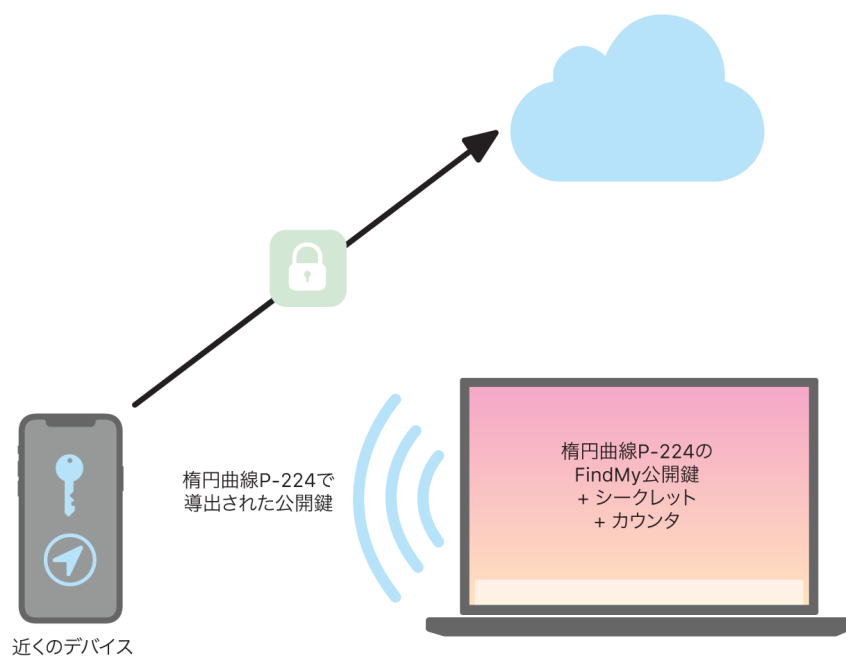 楕円曲線P-224で
導出された公開鍵
楕円曲線P-224の
FindMy公開鍵
+ シークレット
+ カウンタ
近くのデバイス